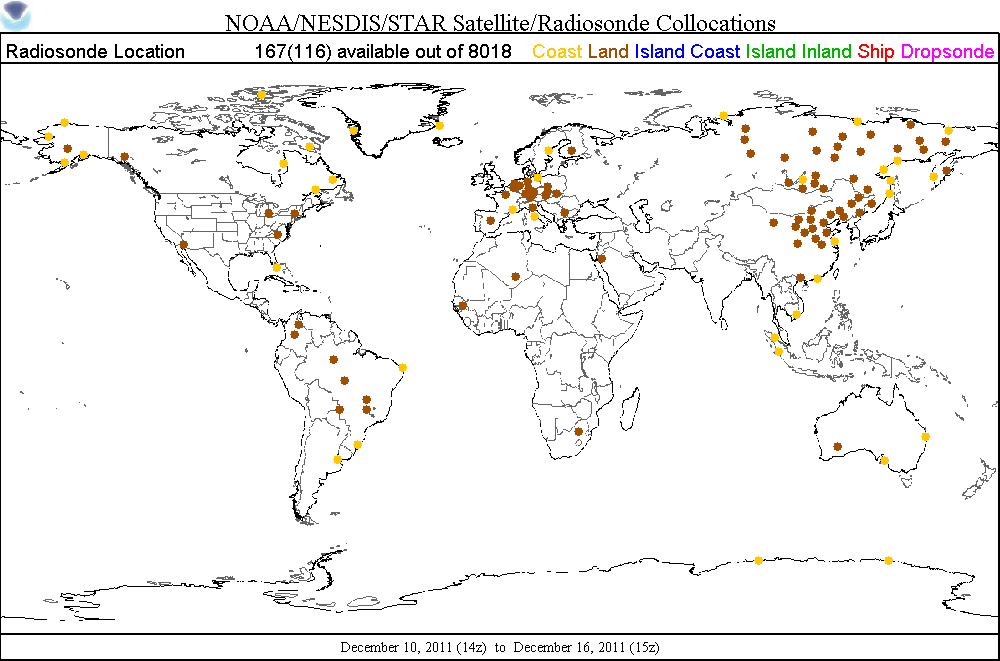 NOAA/NESDIS/STAR Satellite/Radiosonde Collocations
Radiosonde Location 167(116) available out of 8018 Coast Land Island Coast Island Inland Ship Dropsonde
December 10, 2011 (14z) to December 16, 2011 (15z)